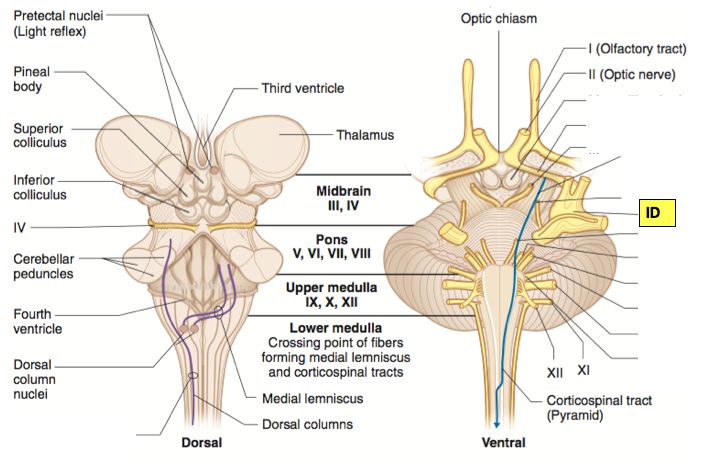 Pretectal nuclei
(Light reflex)
Pineal
body
Superior
colliculus
Inferior
colliculus
IV
Cerebellar
peduncles
Fourth
ventricle
Dorsal
column
nuclei
Third ventricle
Thalamus
Midbrain
III, IV
Pons
V, VI, VII, VIII
Upper medulla
IX, X, XII
Lower medulla
Crossing point of fibers
forming medial lemniscus
and corticospinal tracts
Medial lemniscus
Dorsal columns
Dorsal
Optic chiasm
I (Olfactory tract)
II (Optic nerve)
ID
XII
XI
Corticospinal tract
(Pyramid)
Ventral